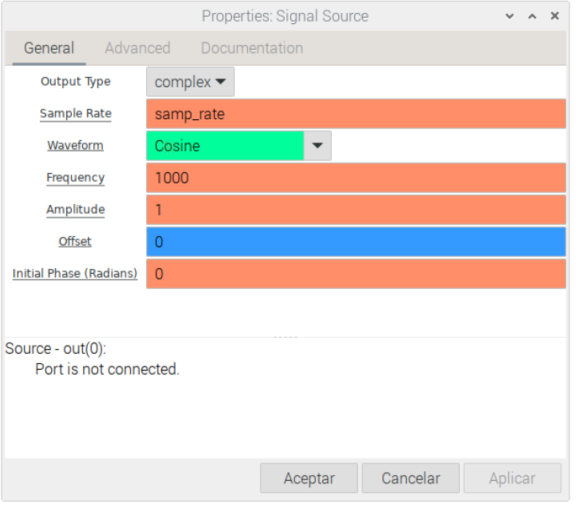 Properties: Signal Source
General Advanced Documentation
Output Type complex
Sample Rate samp_rate
Waveform Cosine
Frequency 1000
Amplitude 1
Offset 0
Initial Phase (Radians) 0
Source - out(0):
Port is not connected.
Aceptar Cancelar Aplicar